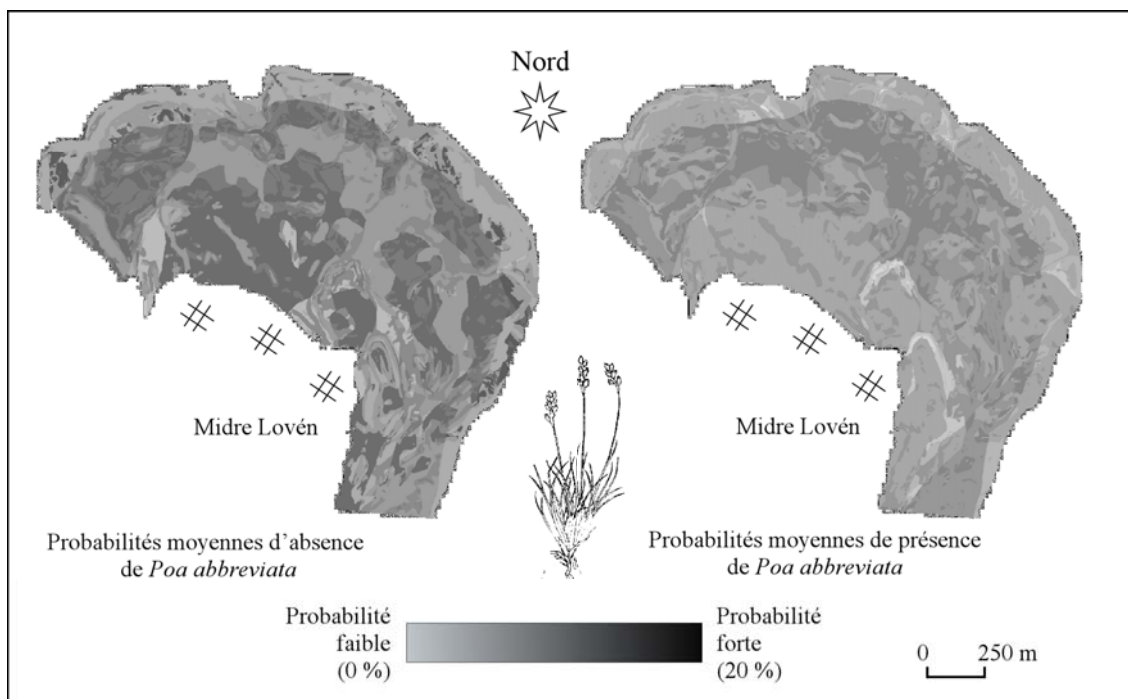 Nord
Midre Lovén
Midre Lovén
Probabilités moyennes d'absence
de Poa abbreviata
Probabilités moyennes de présence
de Poa abbreviata
Probabilité
faible
(0 %)
Probabilité
forte
(20 %)
0 250 m